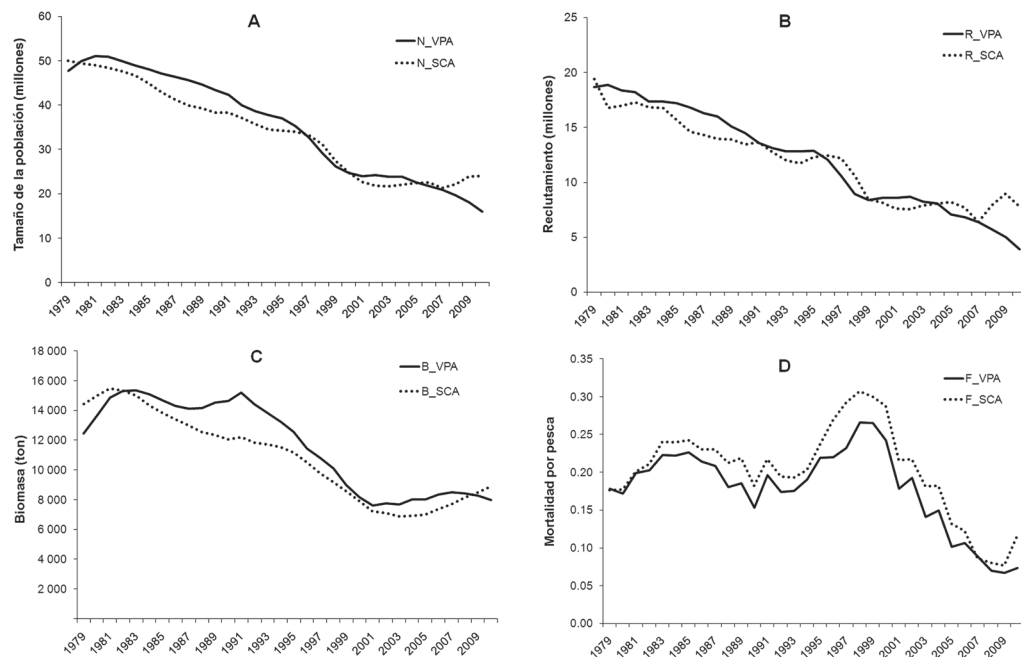 A
Tamaño de la población (millones)
60
50
40
30
20
10
0
N_VPA
N_SCA
1979 1981 1983 1985 1987 1989 1991 1993 1995 1997 1999 2001 2003 2005 2007 2009
B
Reclutamiento (millones)
25
20
15
10
5
0
R_VPA
R_SCA
1979 1981 1983 1985 1987 1989 1991 1993 1995 1997 1999 2001 2003 2005 2007 2009
C
Biomasa (ton)
18 000
16 000
14 000
12 000
10 000
8 000
6 000
4 000
2 000
B_VPA
B_SCA
1979 1981 1983 1985 1987 1989 1991 1993 1995 1997 1999 2001 2003 2005 2007 2009
D
Mortalidad por pesca
0.35
0.30
0.25
0.20
0.15
0.10
0.05
0.00
F_VPA
F_SCA
1979 1981 1983 1985 1987 1989 1991 1993 1995 1997 1999 2001 2003 2005 2007 2009